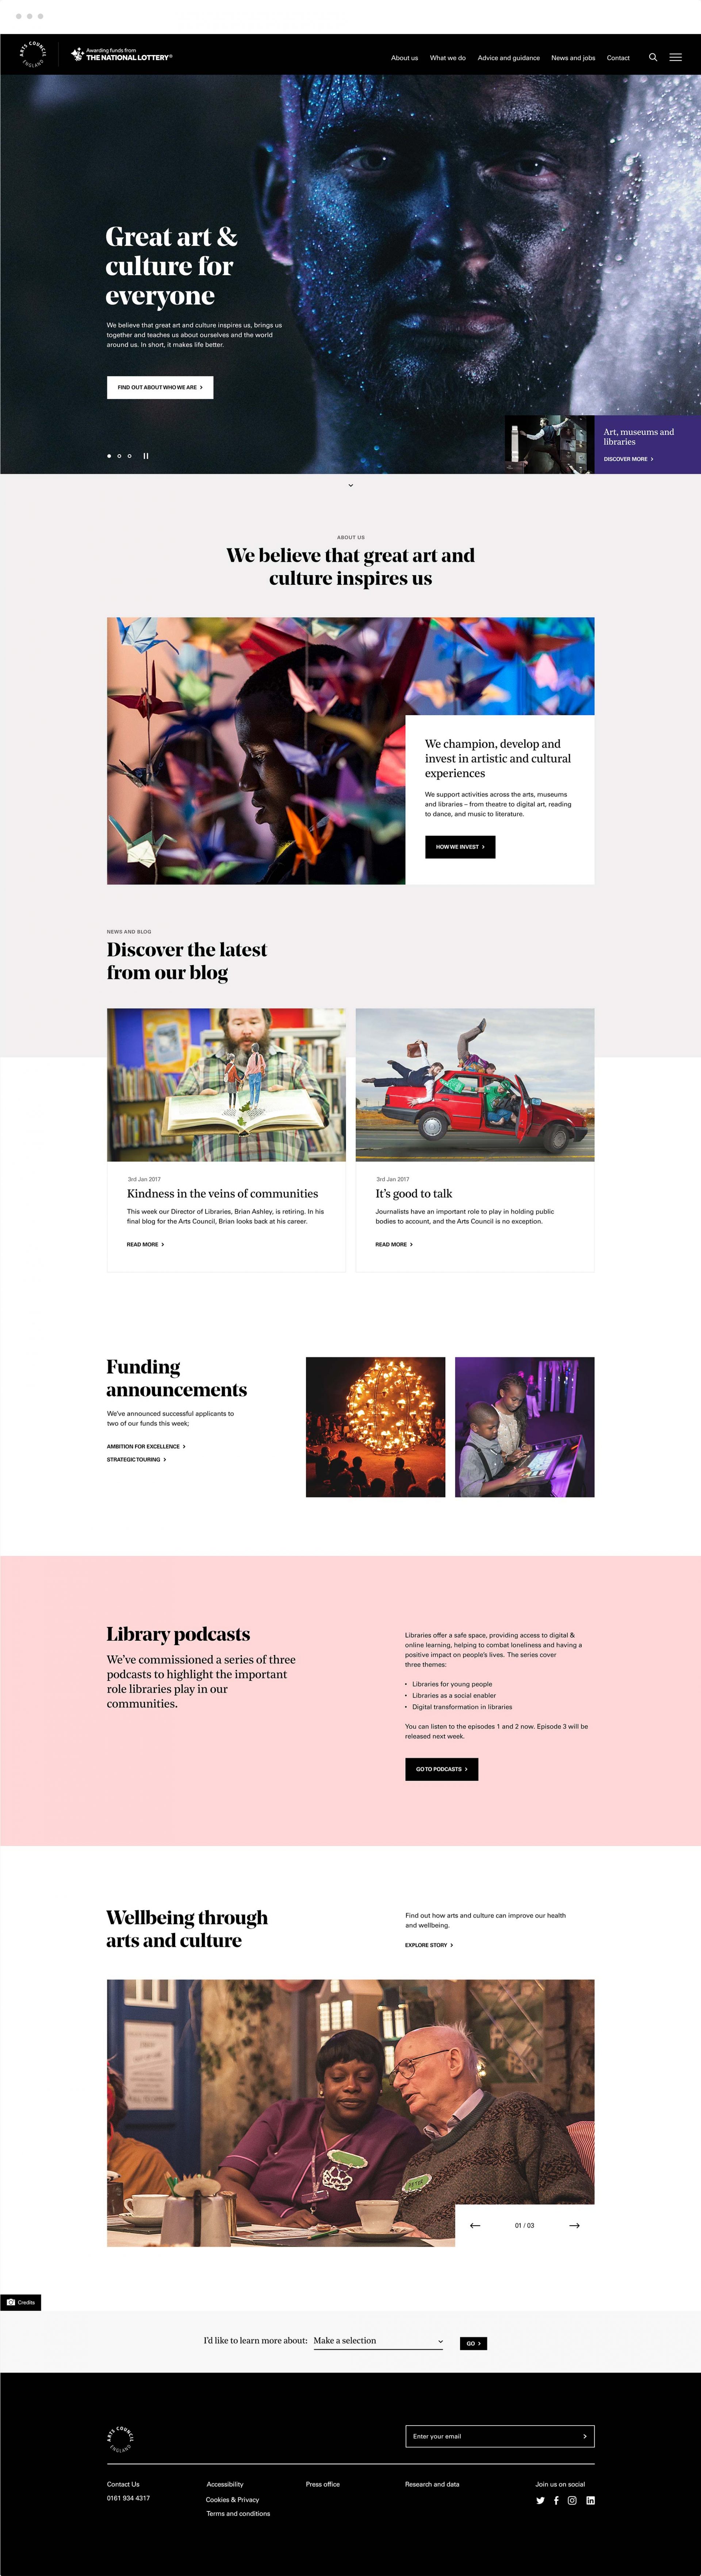 ARTS COUNCIL
ENGLAND
Awarding funds from
THE NATIONAL LOTTERY®
About us
What we do
Advice and guidance
News and jobs
Contact
Great art &
culture for
everyone
We believe that great art and culture inspires us, brings us
together and teaches us about ourselves and the world
around us. In short, it makes life better.
FIND OUT ABOUT WHO WE ARE >
Art, museums and
libraries
DISCOVER MORE >
ABOUT US
We believe that great art and
culture inspires us
We champion, develop and
invest in artistic and cultural
experiences
We support activities across the arts, museums
and libraries – from theatre to digital art, reading
to dance, and music to literature.
HOW WE INVEST >
NEWS AND BLOG
Discover the latest
from our blog
3rd Jan 2017
Kindness in the veins of communities
This week our Director of Libraries, Brian Ashley, is retiring. In his
final blog for the Arts Council, Brian looks back at his career.
READ MORE >
3rd Jan 2017
It's good to talk
Journalists have an important role to play in holding public
bodies to account, and the Arts Council is no exception.
READ MORE >
Funding
announcements
We've announced successful applicants to
two of our funds this week;
AMBITION FOR EXCELLENCE >
STRATEGIC TOURING >
Library podcasts
We've commissioned a series of three
podcasts to highlight the important
role libraries play in our
communities.
Libraries offer a safe space, providing access to digital &
online learning, helping to combat loneliness and having a
positive impact on people's lives. The series cover
three themes:
• Libraries for young people
• Libraries as a social enabler
• Digital transformation in libraries
You can listen to the episodes 1 and 2 now. Episode 3 will be
released next week.
GO TO PODCASTS >
Wellbeing through
arts and culture
Find out how arts and culture can improve our health
and wellbeing.
EXPLORE STORY >
01 / 03
Credits
I'd like to learn more about: Make a selection
GO >
ARTS COUNCIL
ENGLAND
Enter your email >
Contact Us
0161 934 4317
Accessibility
Cookies & Privacy
Terms and conditions
Press office
Research and data
Join us on social